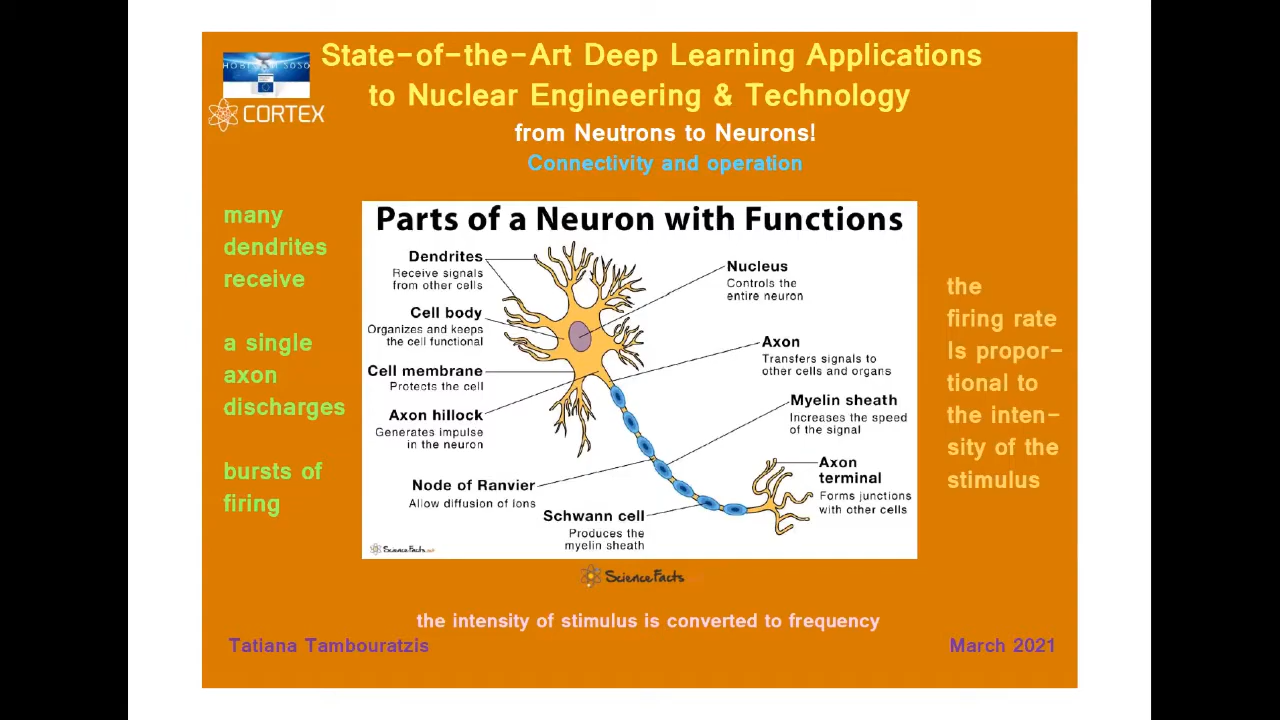 State-of-the-Art Deep Learning Applications
to Nuclear Engineering & Technology
from Neutrons to Neurons!
Connectivity and operation
CORTEX
many
dendrites
receive
a single
axon
discharges
bursts of
firing
Parts of a Neuron with Functions
Dendrites
Receive signals
from other cells
Cell body
Organizes and keeps
the cell functional
Cell membrane
Protects the cell
Axon hillock
Generates impulse
in the neuron
Node of Ranvier
Allow diffusion of ions
Schwann cell
Produces the
myelin sheath
Nucleus
Controls the
entire neuron
Axon
Transfers signals to
other cells and organs
Myelin sheath
Increases the speed
of the signal
Axon
terminal
Forms junctions
with other cells
ScienceFacts
ScienceFacts
the
firing rate
Is propor-
tional to
the inten-
sity of the
stimulus
the intensity of stimulus is converted to frequency
Tatiana Tambouratzis
March 2021